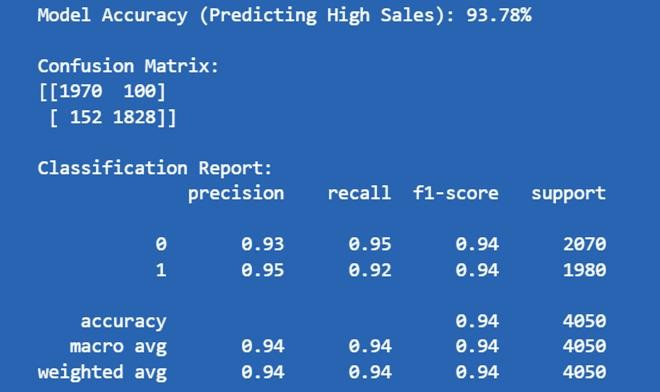 Model Accuracy (Predicting High Sales): 93.78%
Confusion Matrix:
[[1970  100]
 [ 152 1828]]
Classification Report:
              precision    recall  f1-score   support
           0       0.93      0.95      0.94      2070
           1       0.95      0.92      0.94      1980
    accuracy                           0.94      4050
   macro avg       0.94      0.94      0.94      4050
weighted avg       0.94      0.94      0.94      4050